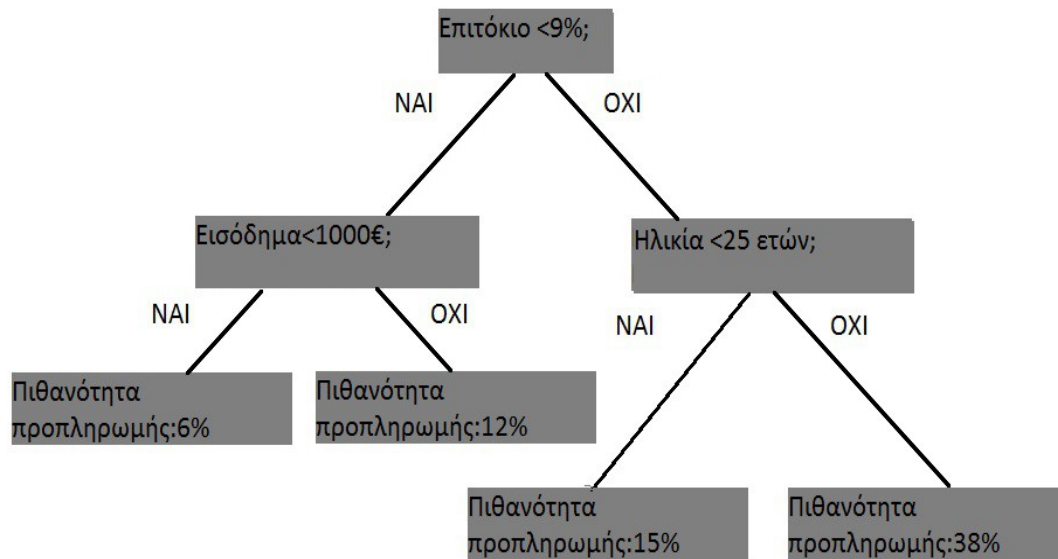 Επιτόκιο <9%;
ΝΑΙ
ΟΧΙ
Εισόδημα<1000€;
Ηλικία <25 ετών;
ΝΑΙ
ΟΧΙ
ΝΑΙ
ΟΧΙ
Πιθανότητα
προπληρωμής:6%
Πιθανότητα
προπληρωμής:12%
Πιθανότητα
προπληρωμής:15%
Πιθανότητα
προπληρωμής:38%